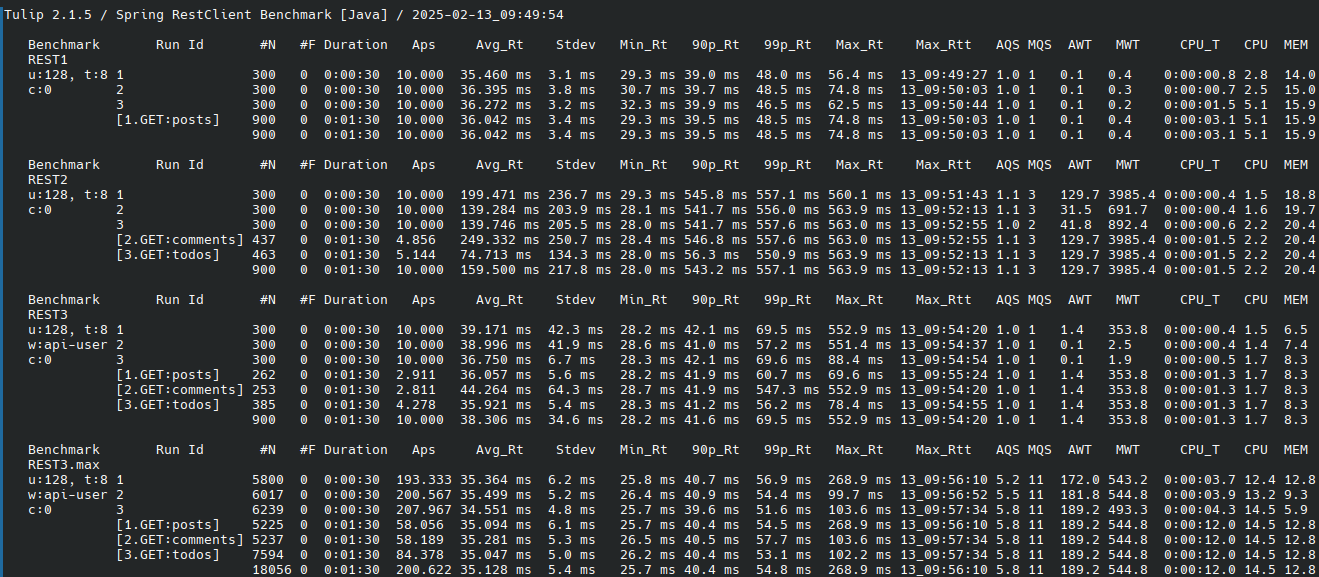 Tulip 2.1.5 / Spring RestClient Benchmark [Java] / 2025-02-13_09:49:54
Benchmark Run Id #N #F Duration Aps Avg_Rt Stdev Min_Rt 90p_Rt 99p_Rt Max_Rt Max_Rtt AQS MQS AWT MWT CPU_T CPU MEM
REST1
u:128, t:8 1 300 0 0:00:30 10.000 35.460 ms 3.1 ms 29.3 ms 39.0 ms 48.0 ms 56.4 ms 13_09:49:27 1.0 1 0.1 0.4 0:00:00.8 2.8 14.0
c:0 2 300 0 0:00:30 10.000 36.395 ms 3.8 ms 30.7 ms 39.7 ms 48.5 ms 74.8 ms 13_09:50:03 1.0 1 0.1 0.3 0:00:00.7 2.5 15.0
3 300 0 0:00:30 10.000 36.272 ms 3.2 ms 32.3 ms 39.9 ms 46.5 ms 62.5 ms 13_09:50:44 1.0 1 0.1 0.2 0:00:01.5 5.1 15.9
[1.GET:posts] 900 0 0:01:30 10.000 36.042 ms 3.4 ms 29.3 ms 39.5 ms 48.5 ms 74.8 ms 13_09:50:03 1.0 1 0.1 0.4 0:00:03.1 5.1 15.9
900 0 0:01:30 10.000 36.042 ms 3.4 ms 29.3 ms 39.5 ms 48.5 ms 74.8 ms 13_09:50:03 1.0 1 0.1 0.4 0:00:03.1 5.1 15.9
Benchmark Run Id #N #F Duration Aps Avg_Rt Stdev Min_Rt 90p_Rt 99p_Rt Max_Rt Max_Rtt AQS MQS AWT MWT CPU_T CPU MEM
REST2
u:128, t:8 1 300 0 0:00:30 10.000 199.471 ms 236.7 ms 29.3 ms 545.8 ms 557.1 ms 560.1 ms 13_09:51:43 1.1 3 129.7 3985.4 0:00:00.4 1.5 18.8
c:0 2 300 0 0:00:30 10.000 139.284 ms 203.9 ms 28.1 ms 541.7 ms 556.0 ms 563.9 ms 13_09:52:13 1.1 3 31.5 691.7 0:00:00.4 1.6 19.7
3 300 0 0:00:30 10.000 139.746 ms 205.5 ms 28.0 ms 541.7 ms 557.6 ms 563.0 ms 13_09:52:55 1.0 2 41.8 892.4 0:00:00.6 2.2 20.4
[2.GET:comments] 437 0 0:01:30 4.856 249.332 ms 250.7 ms 28.4 ms 546.8 ms 557.6 ms 563.0 ms 13_09:52:55 1.1 3 129.7 3985.4 0:00:01.5 2.2 20.4
[3.GET:todos] 463 0 0:01:30 5.144 74.713 ms 134.3 ms 28.0 ms 56.3 ms 550.9 ms 563.9 ms 13_09:52:13 1.1 3 129.7 3985.4 0:00:01.5 2.2 20.4
900 0 0:01:30 10.000 159.500 ms 217.8 ms 28.0 ms 543.2 ms 557.1 ms 563.9 ms 13_09:52:13 1.1 3 129.7 3985.4 0:00:01.5 2.2 20.4
Benchmark Run Id #N #F Duration Aps Avg_Rt Stdev Min_Rt 90p_Rt 99p_Rt Max_Rt Max_Rtt AQS MQS AWT MWT CPU_T CPU MEM
REST3
u:128, t:8 1 300 0 0:00:30 10.000 39.171 ms 42.3 ms 28.2 ms 42.1 ms 69.5 ms 552.9 ms 13_09:54:20 1.0 1 1.4 353.8 0:00:00.4 1.5 6.5
w:api-user 2 300 0 0:00:30 10.000 38.996 ms 41.9 ms 28.6 ms 41.0 ms 57.2 ms 551.4 ms 13_09:54:37 1.0 1 0.1 2.5 0:00:00.4 1.4 7.4
c:0 3 300 0 0:00:30 10.000 36.750 ms 6.7 ms 28.3 ms 42.1 ms 69.6 ms 88.4 ms 13_09:55:54 1.0 1 0.1 1.9 0:00:00.5 1.7 8.3
[1.GET:posts] 262 0 0:01:30 2.911 36.057 ms 5.6 ms 28.2 ms 41.9 ms 60.7 ms 69.6 ms 13_09:55:24 1.0 1 1.4 353.8 0:00:01.3 1.7 8.3
[2.GET:comments] 253 0 0:01:30 2.811 44.264 ms 64.3 ms 28.7 ms 41.9 ms 547.3 ms 552.9 ms 13_09:54:20 1.0 1 1.4 353.8 0:00:01.3 1.7 8.3
[3.GET:todos] 385 0 0:01:30 4.278 35.921 ms 5.4 ms 28.3 ms 41.2 ms 56.2 ms 78.4 ms 13_09:54:55 1.0 1 1.4 353.8 0:00:01.3 1.7 8.3
900 0 0:01:30 10.000 38.306 ms 34.6 ms 28.2 ms 41.6 ms 69.5 ms 552.9 ms 13_09:54:20 1.0 1 1.4 353.8 0:00:01.3 1.7 8.3
Benchmark Run Id #N #F Duration Aps Avg_Rt Stdev Min_Rt 90p_Rt 99p_Rt Max_Rt Max_Rtt AQS MQS AWT MWT CPU_T CPU MEM
REST3.max
u:128, t:8 1 5800 0 0:00:30 193.333 35.364 ms 6.2 ms 25.8 ms 40.7 ms 56.9 ms 268.9 ms 13_09:56:10 5.2 11 172.0 543.2 0:00:03.7 12.4 12.8
w:api-user 2 6017 0 0:00:30 200.567 35.499 ms 5.2 ms 26.4 ms 40.9 ms 54.4 ms 99.7 ms 13_09:56:52 5.5 11 181.8 544.8 0:00:03.9 13.2 9.3
c:0 3 6239 0 0:00:30 207.967 34.551 ms 4.8 ms 25.7 ms 39.6 ms 51.6 ms 103.6 ms 13_09:57:34 5.8 11 189.2 493.3 0:00:04.3 14.5 5.9
[1.GET:posts] 5225 0 0:01:30 58.056 35.094 ms 6.1 ms 25.7 ms 40.4 ms 54.5 ms 268.9 ms 13_09:56:10 5.8 11 189.2 544.8 0:00:12.0 14.5 12.8
[2.GET:comments] 5237 0 0:01:30 58.189 35.281 ms 5.3 ms 26.5 ms 40.5 ms 57.7 ms 103.6 ms 13_09:57:34 5.8 11 189.2 544.8 0:00:12.0 14.5 12.8
[3.GET:todos] 7594 0 0:01:30 84.378 35.047 ms 5.0 ms 26.2 ms 40.4 ms 53.1 ms 102.2 ms 13_09:57:34 5.8 11 189.2 544.8 0:00:12.0 14.5 12.8
18056 0 0:01:30 200.622 35.128 ms 5.4 ms 25.7 ms 40.4 ms 54.8 ms 268.9 ms 13_09:56:10 5.8 11 189.2 544.8 0:00:12.0 14.5 12.8